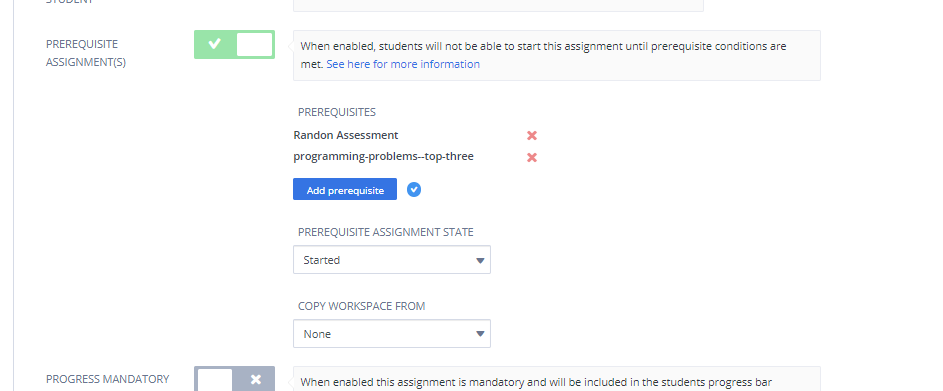 STUDENT
PREREQUISITE
ASSIGNMENT(S)
When enabled, students will not be able to start this assignment until prerequisite conditions are
met. See here for more information
PREREQUISITES
Randon Assessment
programming-problems--top-three
Add prerequisite
PREREQUISITE ASSIGNMENT STATE
Started
COPY WORKSPACE FROM
None
PROGRESS MANDATORY
When enabled this assignment is mandatory and will be included in the students progress bar